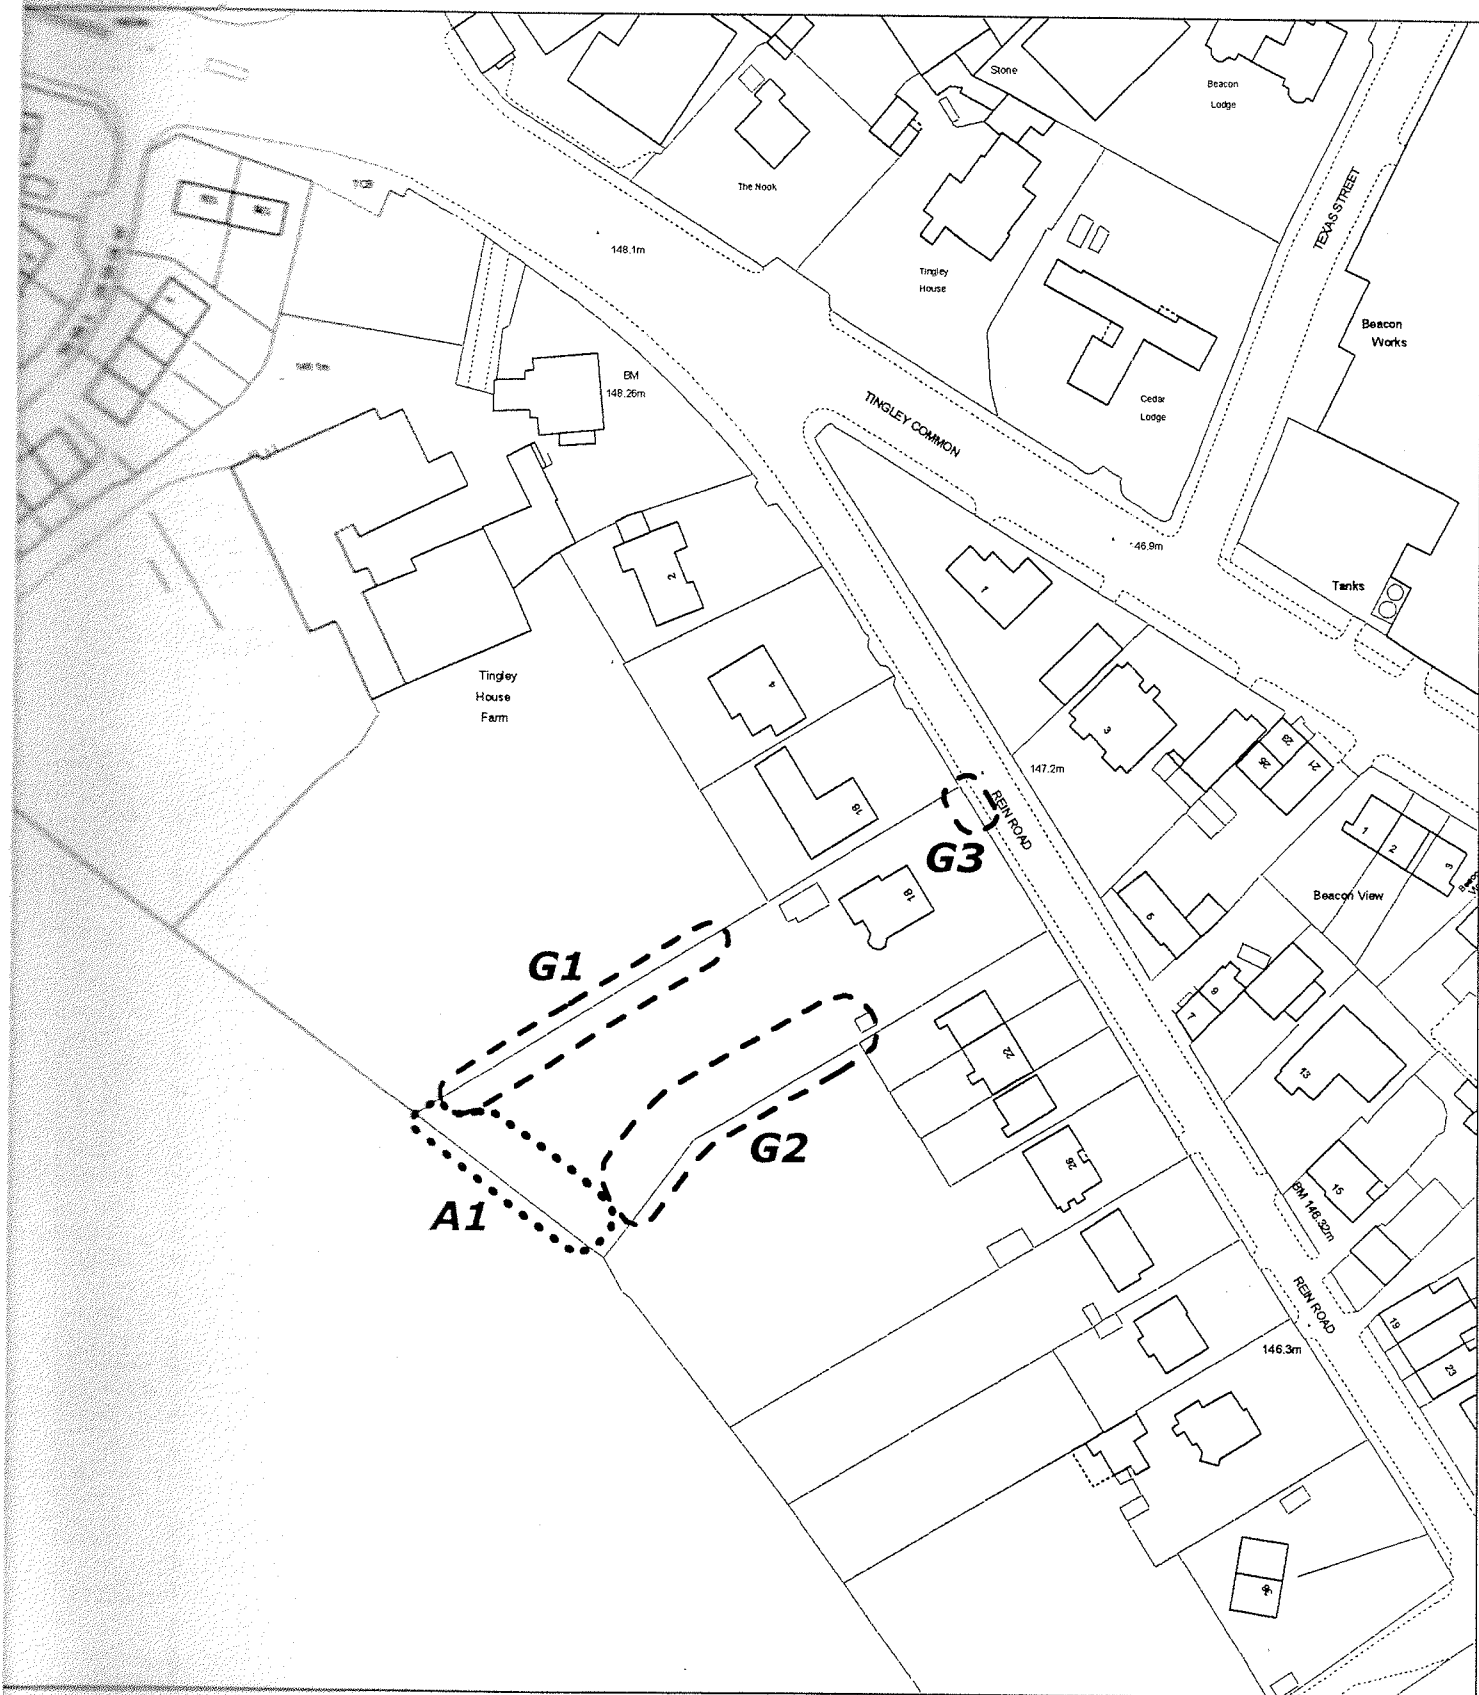 Stone
Beacon
Lodge
The Nook
TEXAS STREET
148.1m
Tingley
House
Beacon
Works
BM
148.26m
Cedar
Lodge
TINGLEY COMMON
46.9m
2
1
Tanks
Tingley
House
Farm
4
3
23
25
21
147.2m
REIN ROAD
16
G3
1
2
3
Beacon View
18
5
G1
9
7
22
13
G2
26
15
A1
BM 146.32m
REIN ROAD
19
146.3m
23